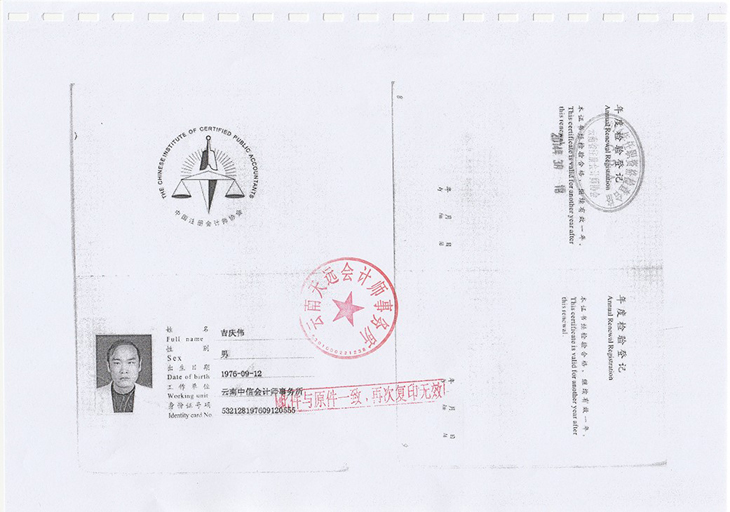 THE CHINESE INSTITUTE OF CERTIFIED PUBLIC ACCOUNTANTS
中国注册会计师协会
姓 名
Full name
吉庆伟
性 别
Sex
男
出生日期
Date of birth
1976-09-12
工作单位
Working unit
云南中信会计师事务所
身份证号码
Identity card No.
532128197609120555
云南天远会计师事务所
与原件一致，再次复印无效
年度检验登记
Annual Renewal Registration
本证书经检验合格，继续有效一年。
This certificate is valid for another year after
this renewal.
年 月 日
年度检验登记
Annual Renewal Registration
本证书经检验合格，继续有效一年。
This certificate is valid for another year after
this renewal
年 月 日